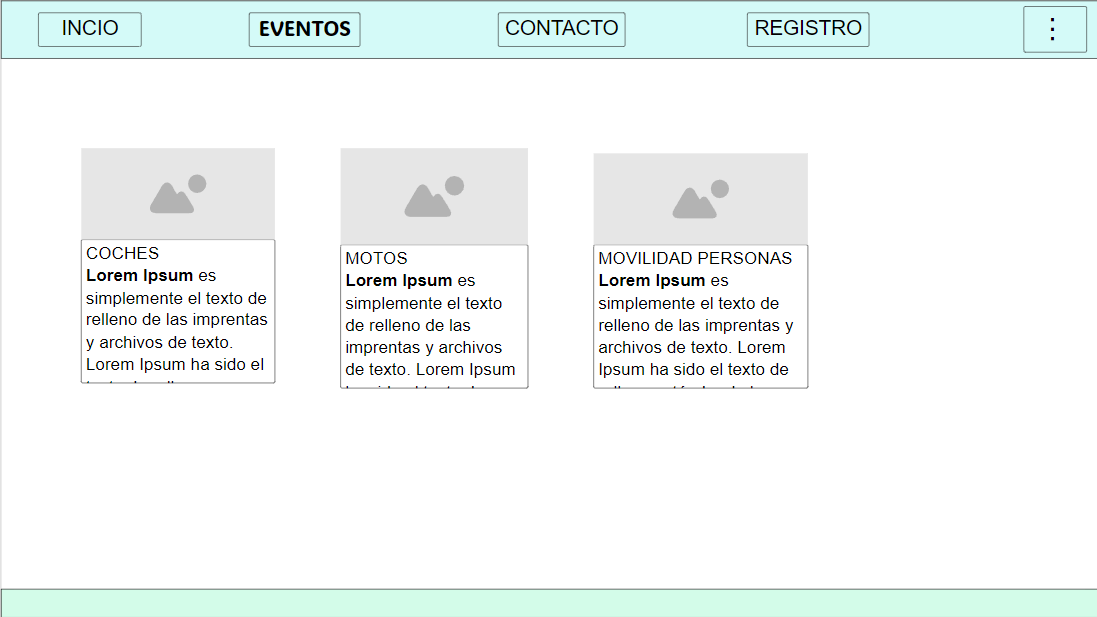 INCIO
EVENTOS
CONTACTO
REGISTRO
COCHES
Lorem Ipsum es
simplemente el texto de
relleno de las imprentas
y archivos de texto.
Lorem Ipsum ha sido el
MOTOS
Lorem Ipsum es
simplemente el texto
de relleno de las
imprentas y archivos
de texto. Lorem Ipsum
MOVILIDAD PERSONAS
Lorem Ipsum es
simplemente el texto de
relleno de las imprentas y
archivos de texto. Lorem
Ipsum ha sido el texto de